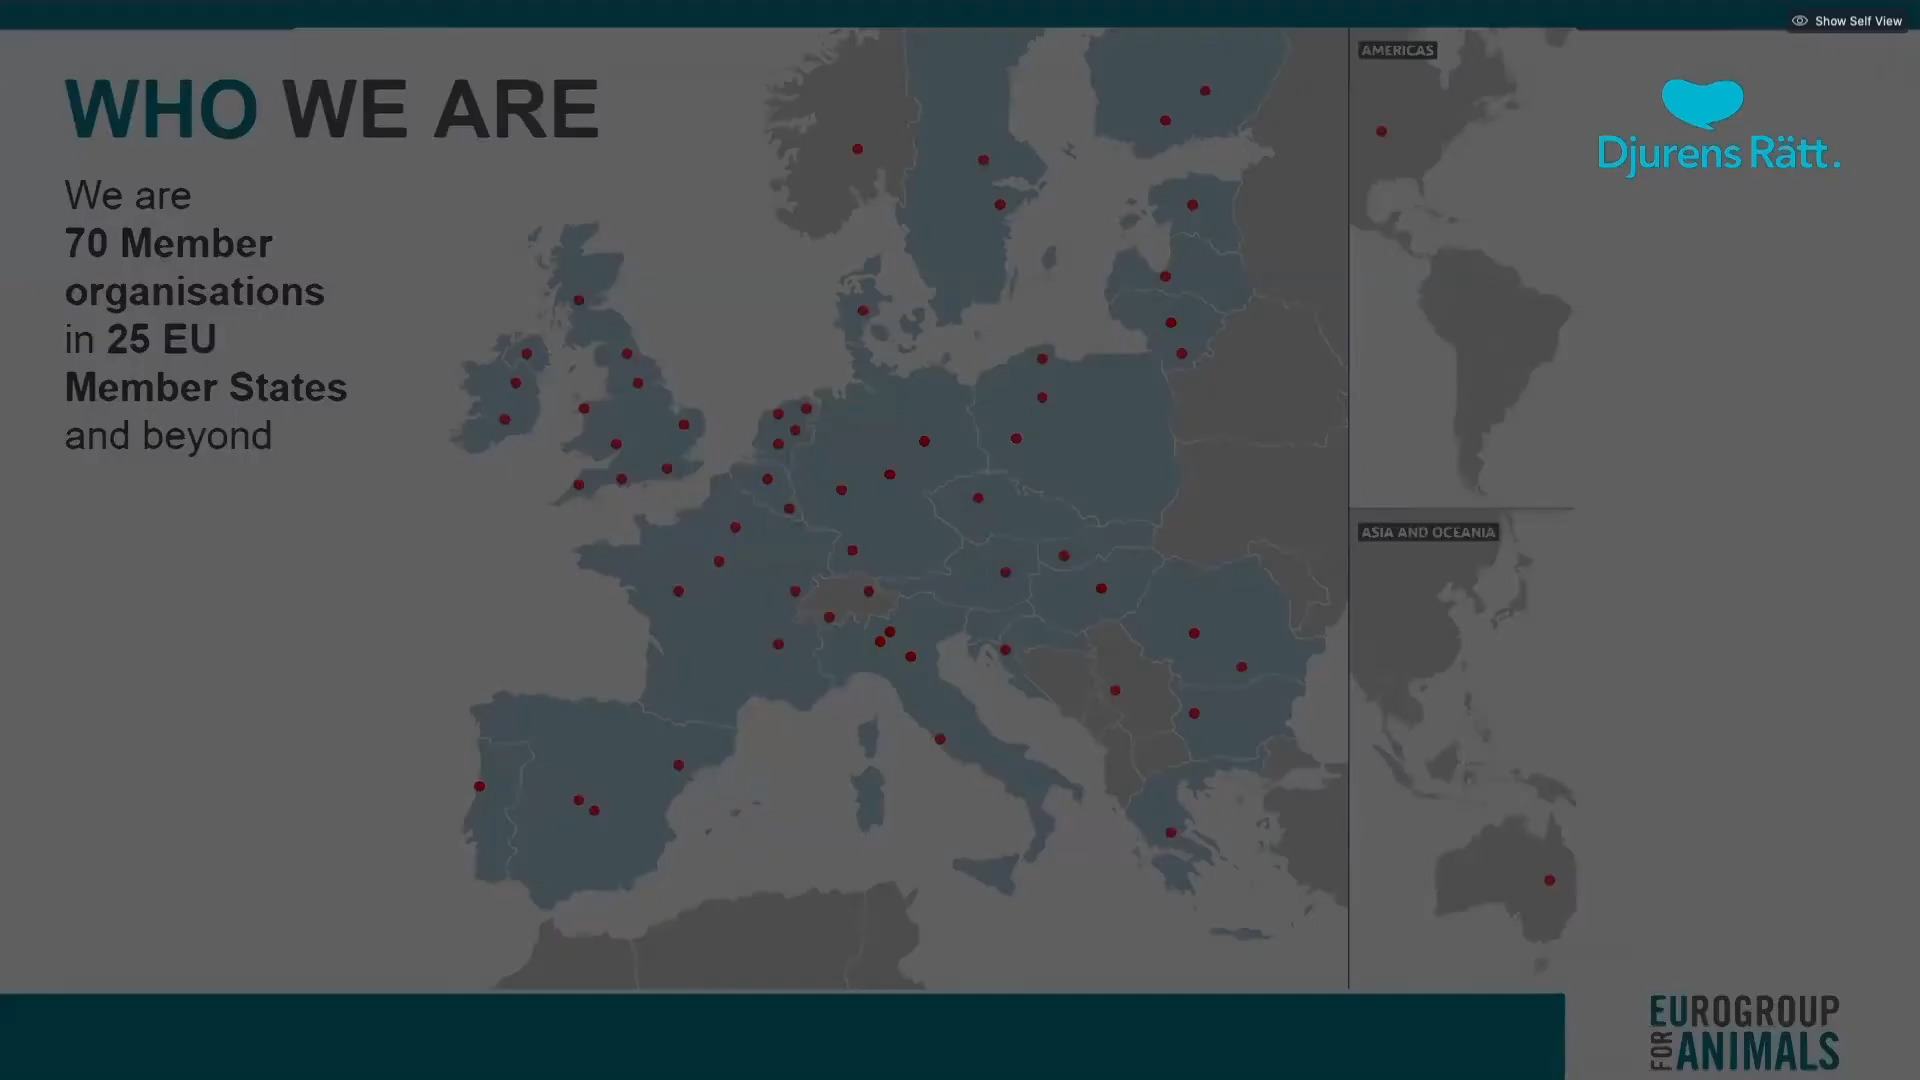 Show Self View
WHO WE ARE
We are
70 Member
organisations
in 25 EU
Member States
and beyond
AMERICAS
Djurens Rätt.
ASIA AND OCEANIA
EUROGROUP
FOR ANIMALS